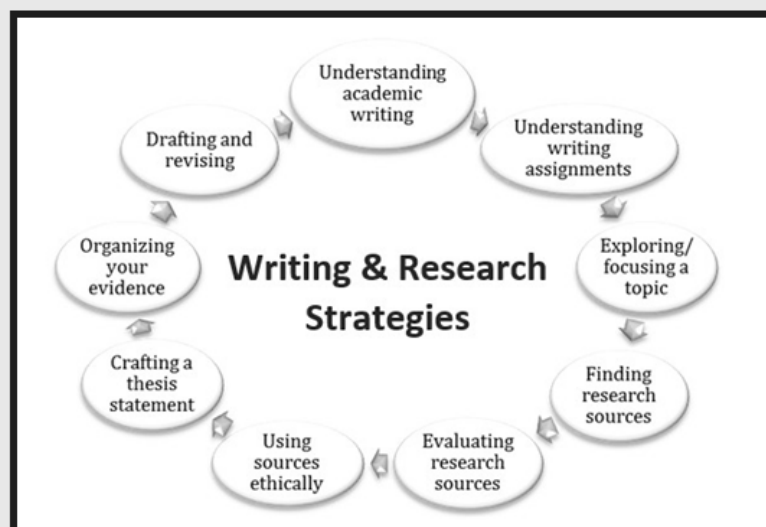 Understanding
academic
writing
Understanding
writing
assignments
Exploring/
focusing a
topic
Finding
research
sources
Evaluating
research
sources
Using
sources
ethically
Crafting a
thesis
statement
Organizing
your
evidence
Drafting and
revising
Writing & Research
Strategies